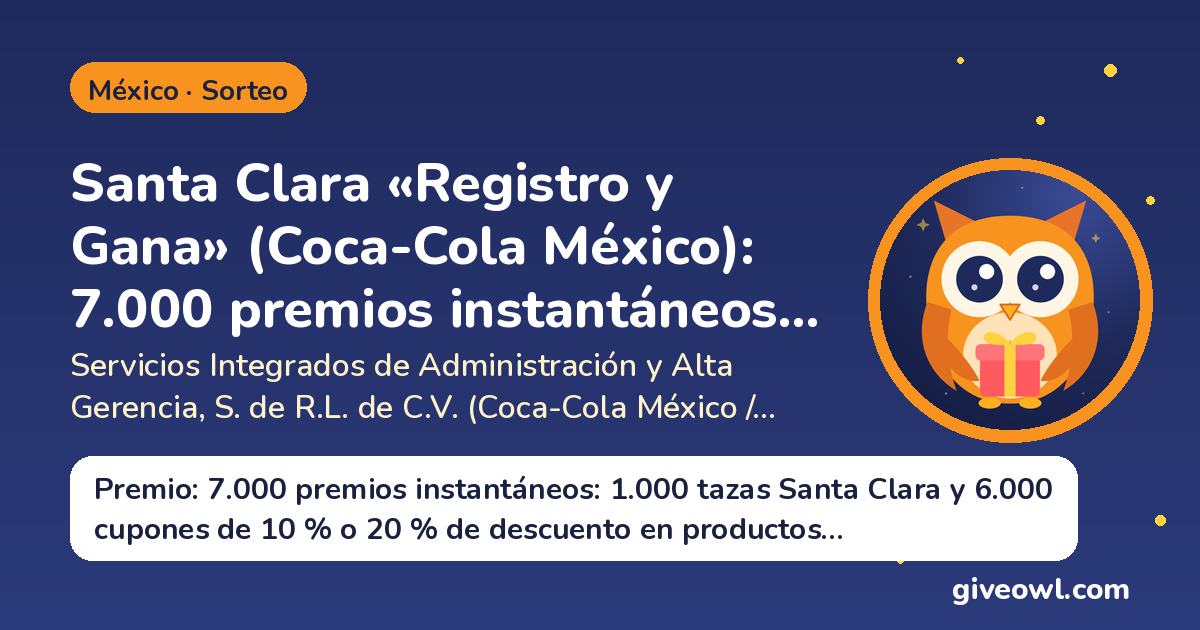 México · Sorteo
Santa Clara «Registro y
Gana» (Coca-Cola México):
7.000 premios instantáneos...
Servicios Integrados de Administración y Alta
Gerencia, S. de R.L. de C.V. (Coca-Cola México /...
Premio: 7.000 premios instantáneos: 1.000 tazas Santa Clara y 6.000
cupones de 10 % o 20 % de descuento en productos...
giveowl.com